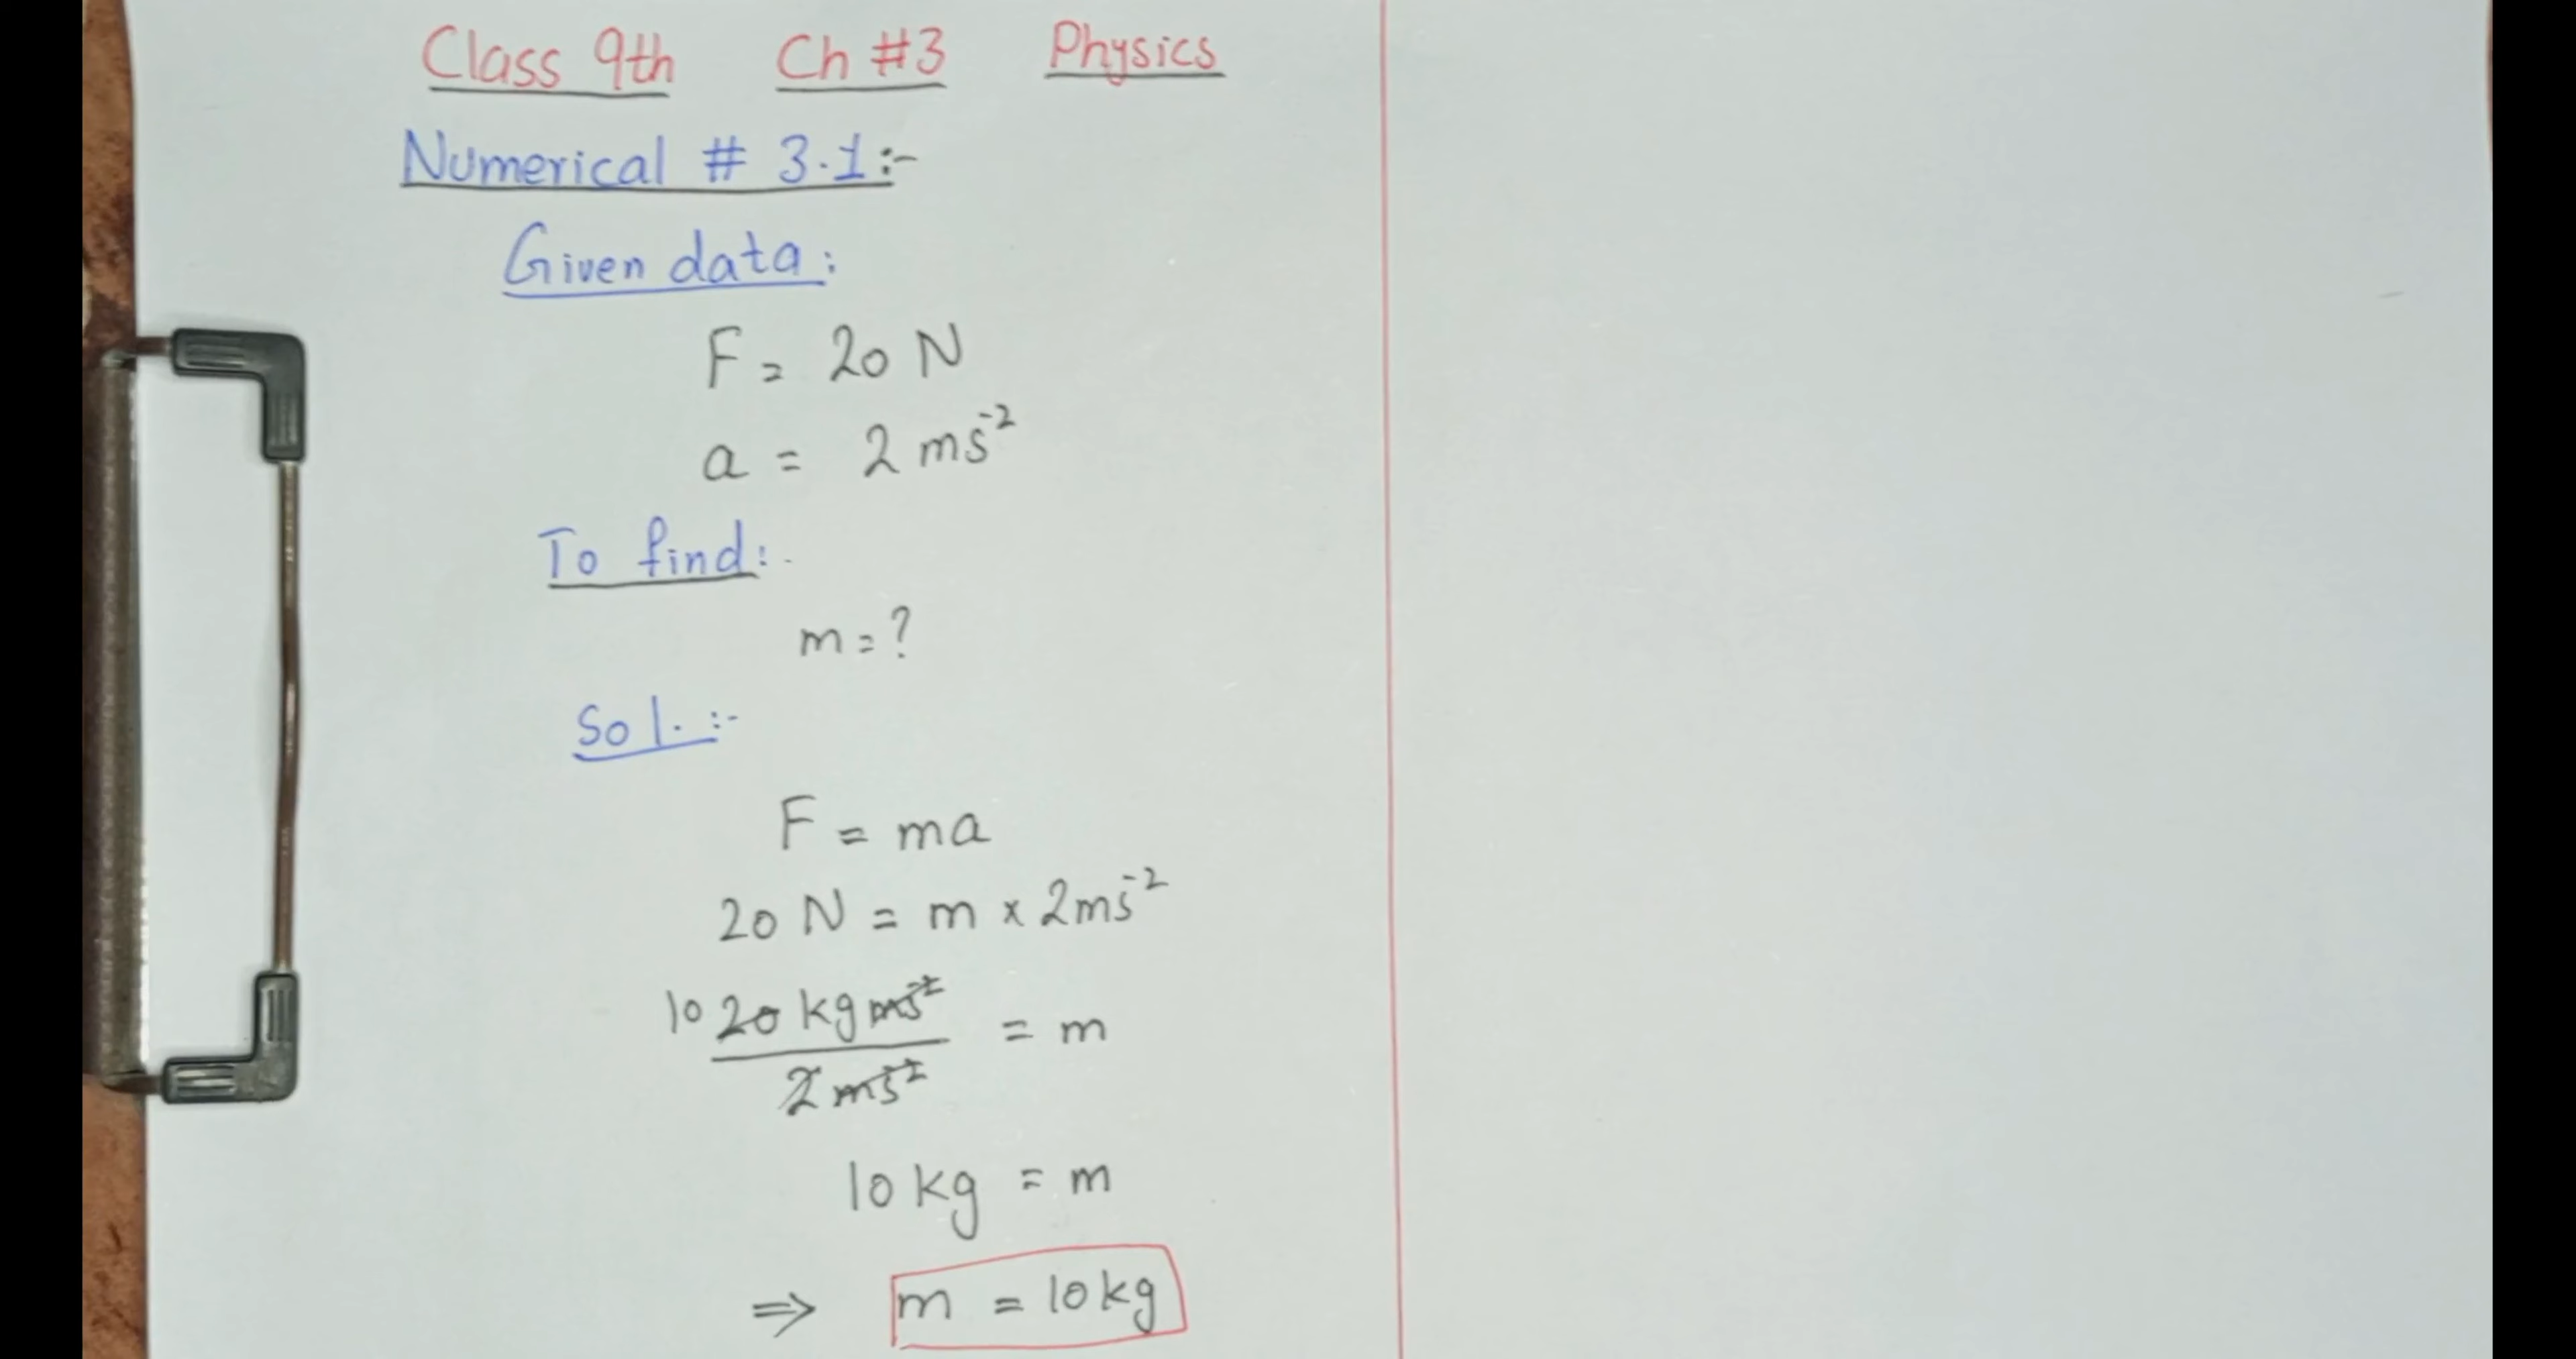 Class 9th Ch #3 Physics
Numerical # 3.1:-
Given data:
F = 20 N
a = 2 ms⁻²
To find:-
m = ?
Sol. :-
F = ma
20 N = m × 2ms⁻²
10 20 kg ms⁻² = m
2 ms⁻²
10 kg = m
⇒ m = 10 kg